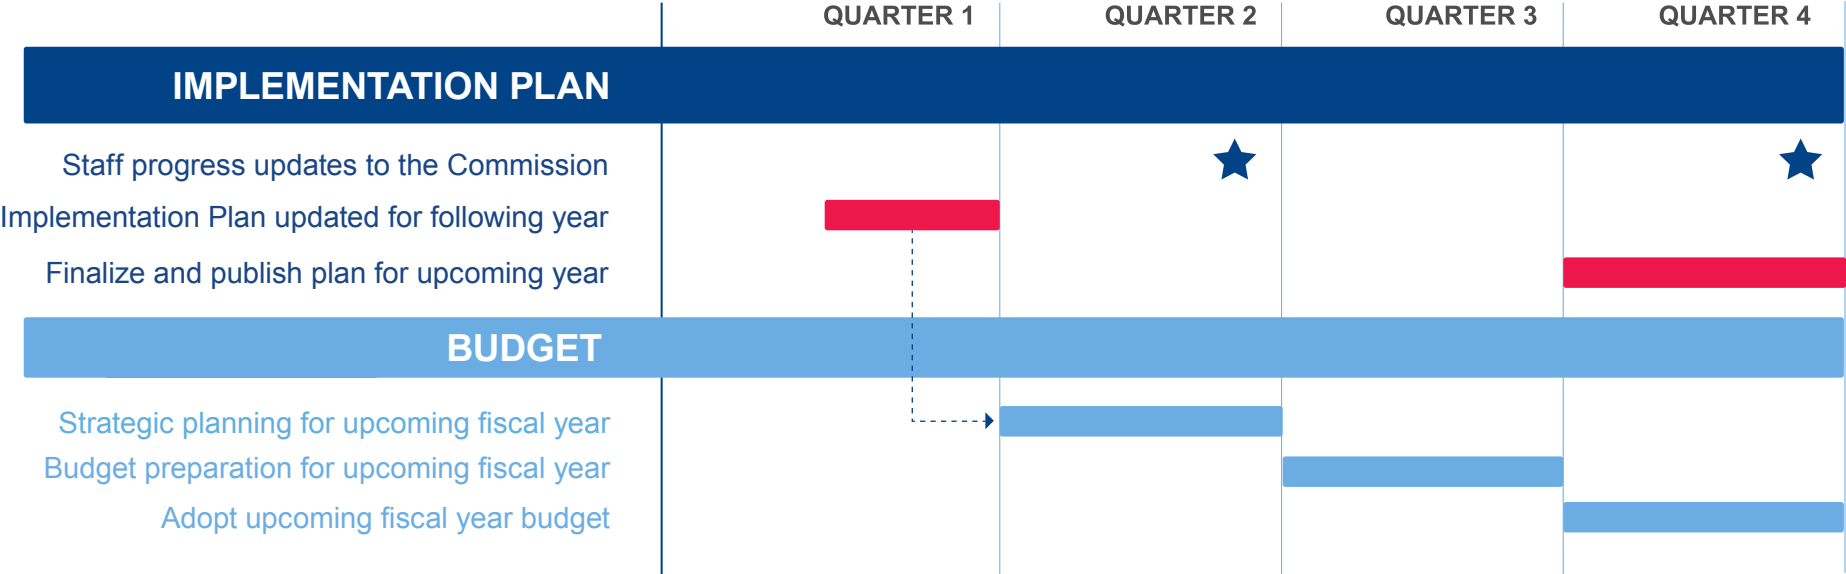 QUARTER 1 QUARTER 2 QUARTER 3 QUARTER 4
IMPLEMENTATION PLAN
Staff progress updates to the Commission
Implementation Plan updated for following year
Finalize and publish plan for upcoming year
BUDGET
Strategic planning for upcoming fiscal year
Budget preparation for upcoming fiscal year
Adopt upcoming fiscal year budget